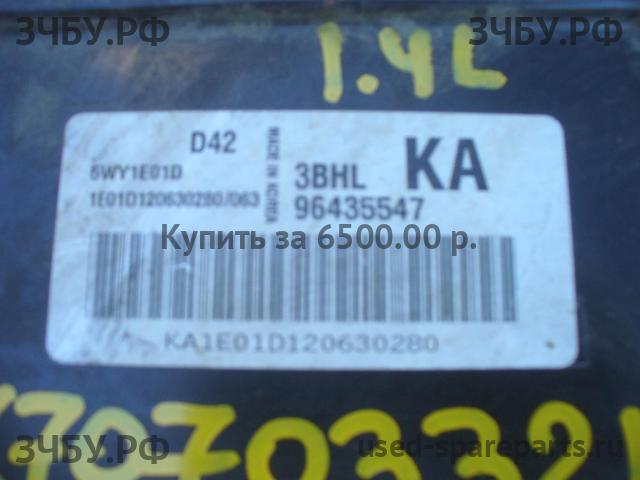 ЗЧБУ.РФ
ЗЧБУ.РФ
1.4L
D42
MADE IN KOREA
5WY1E01D
3BHL
KA
1E01D120630280/063
96435547
Купить за 6500.00 р.
KA1E01D120630280
ЗЧБУ.РФ
used-spareparts.ru